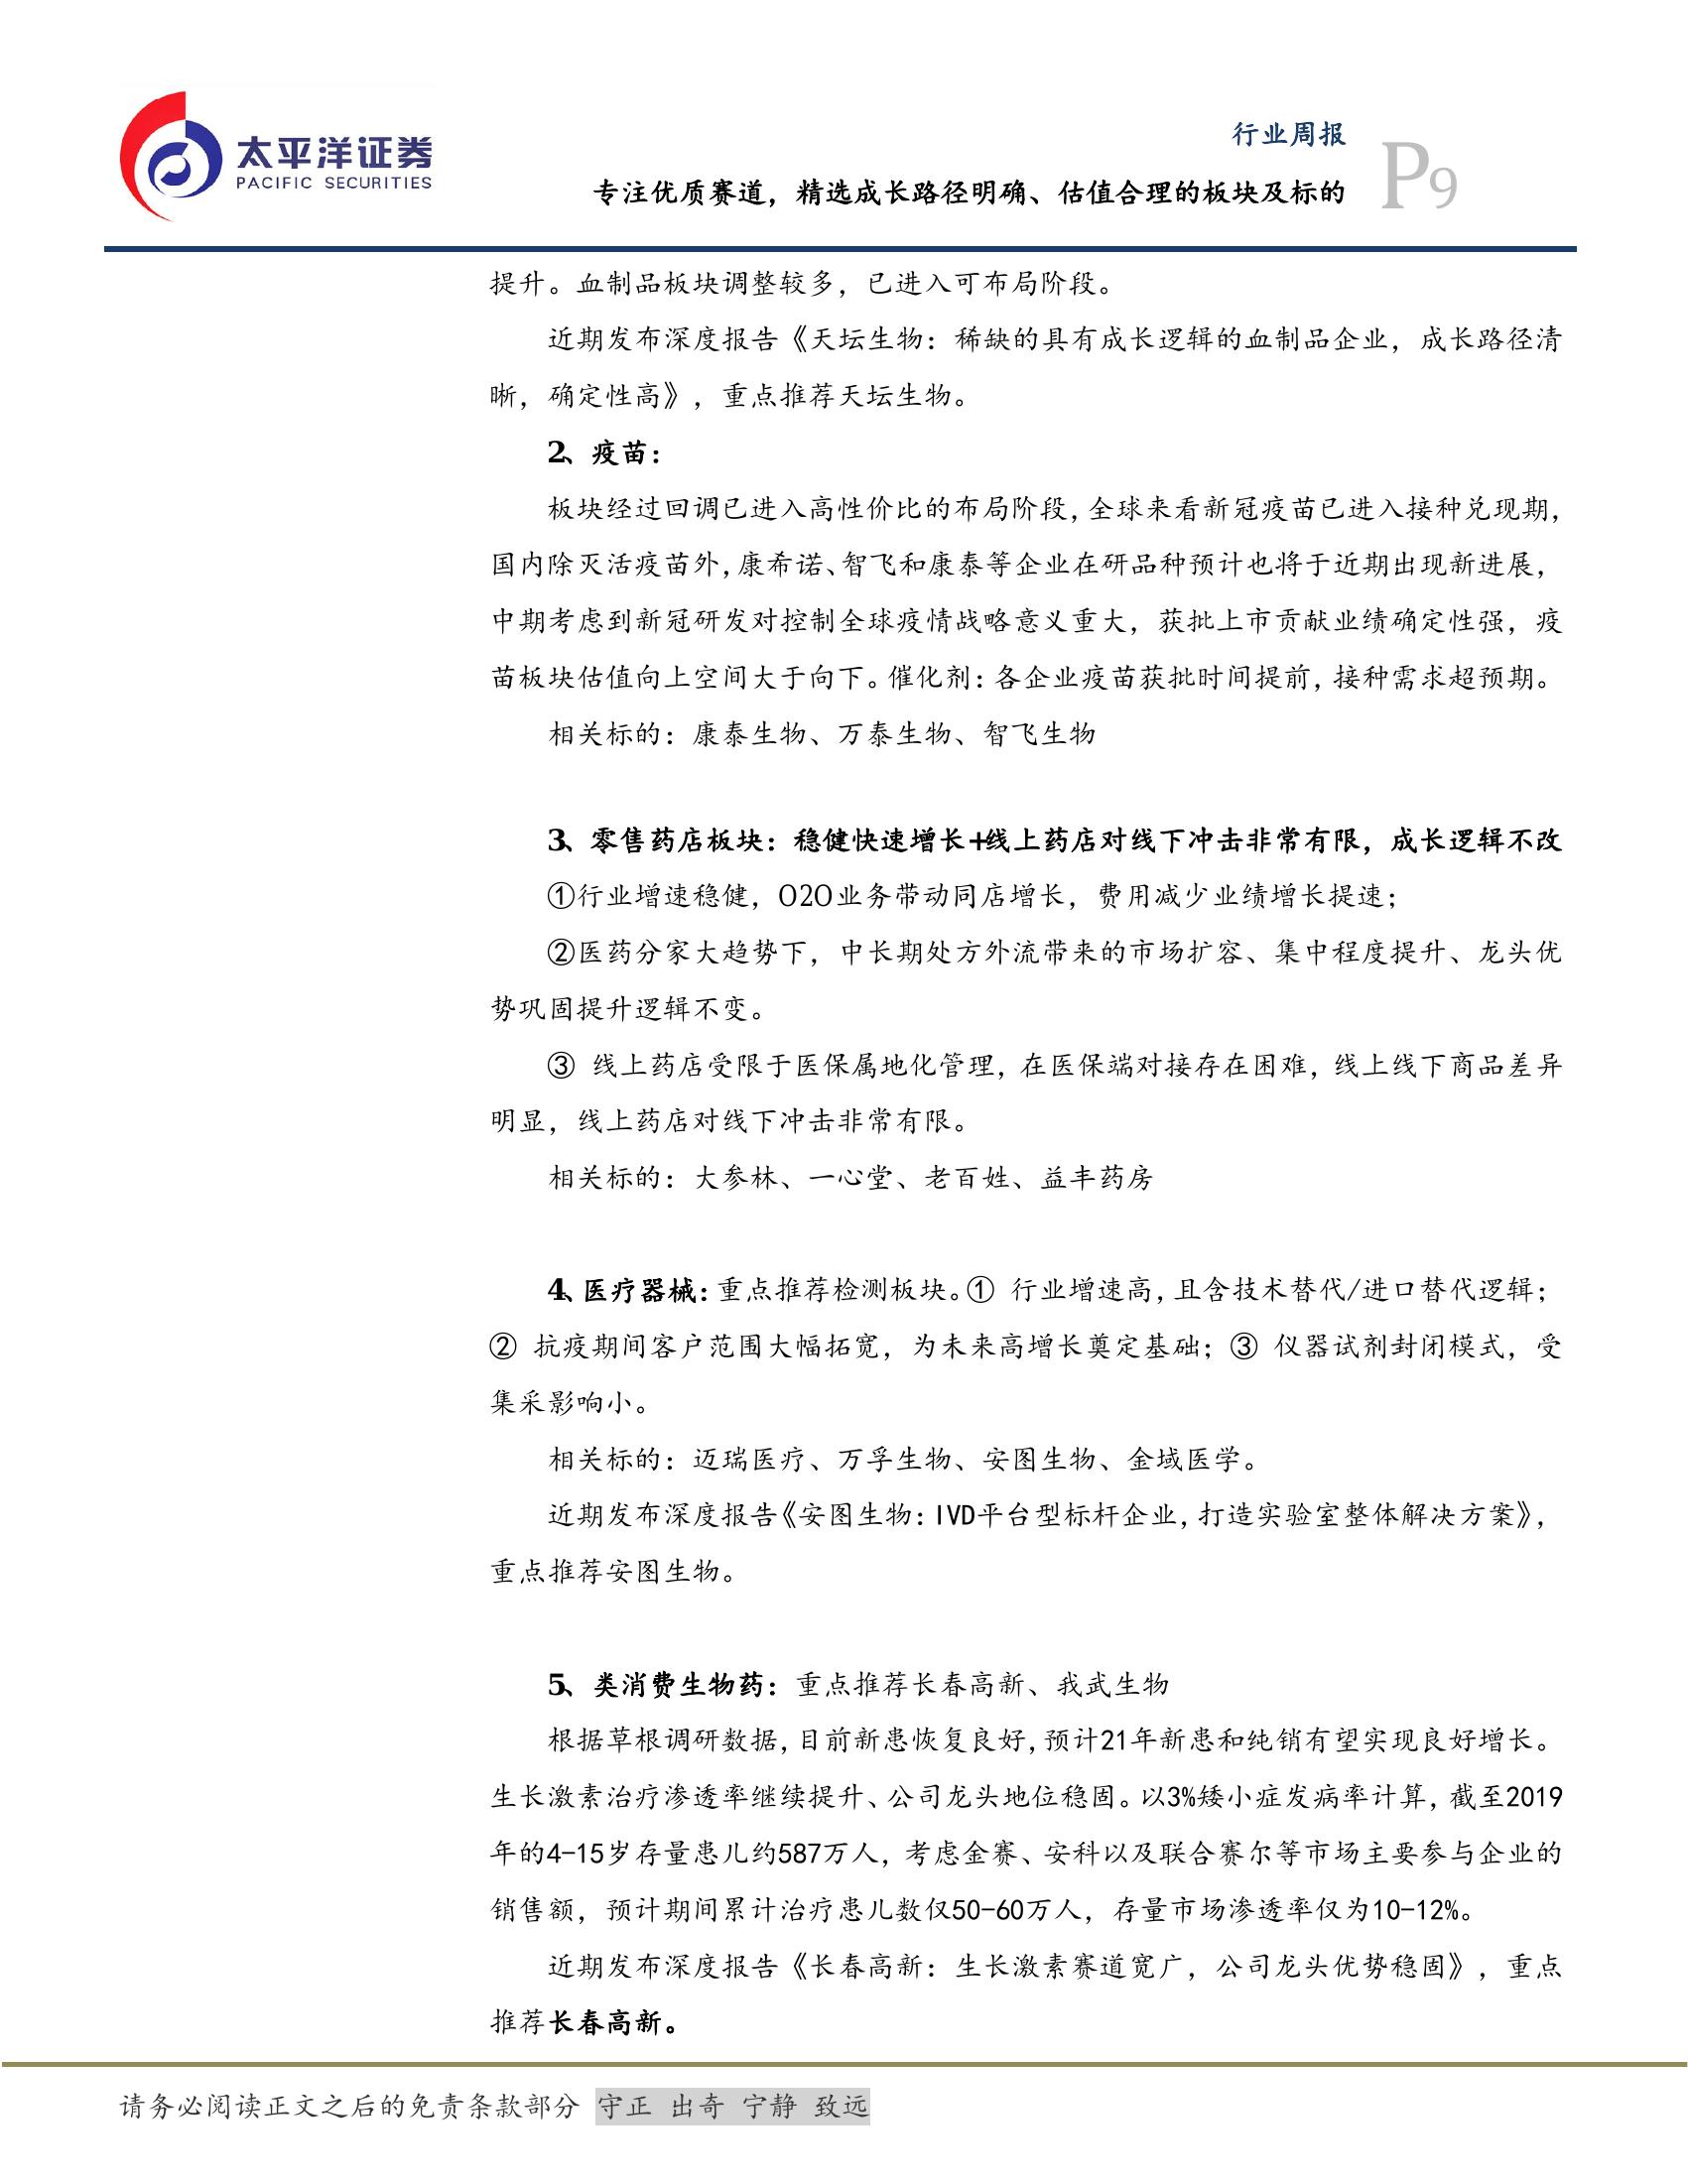 太平洋证券
PACIFIC SECURITIES
行业周报
专注优质赛道，精选成长路径明确、估值合理的板块及标的
P9
提升。血制品板块调整较多，已进入可布局阶段。
近期发布深度报告《天坛生物：稀缺的具有成长逻辑的血制品企业，成长路径清
晰，确定性高》，重点推荐天坛生物。
2、疫苗：
板块经过回调已进入高性价比的布局阶段，全球来看新冠疫苗已进入接种兑现期，
国内除灭活疫苗外，康希诺、智飞和康泰等企业在研品种预计也将于近期出现新进展，
中期考虑到新冠研发对控制全球疫情战略意义重大，获批上市贡献业绩确定性强，疫
苗板块估值向上空间大于向下。催化剂：各企业疫苗获批时间提前，接种需求超预期。
相关标的：康泰生物、万泰生物、智飞生物
3、零售药店板块：稳健快速增长+线上药店对线下冲击非常有限，成长逻辑不改
①行业增速稳健，O2O业务带动同店增长，费用减少业绩增长提速；
②医药分家大趋势下，中长期处方外流带来的市场扩容、集中程度提升、龙头优
势巩固提升逻辑不变。
③ 线上药店受限于医保属地化管理，在医保端对接存在困难，线上线下商品差异
明显，线上药店对线下冲击非常有限。
相关标的：大参林、一心堂、老百姓、益丰药房
4、医疗器械：重点推荐检测板块。① 行业增速高，且含技术替代/进口替代逻辑；
② 抗疫期间客户范围大幅拓宽，为未来高增长奠定基础；③ 仪器试剂封闭模式，受
集采影响小。
相关标的：迈瑞医疗、万孚生物、安图生物、金域医学。
近期发布深度报告《安图生物：IVD平台型标杆企业，打造实验室整体解决方案》，
重点推荐安图生物。
5、类消费生物药：重点推荐长春高新、我武生物
根据草根调研数据，目前新患恢复良好，预计21年新患和纯销有望实现良好增长。
生长激素治疗渗透率继续提升、公司龙头地位稳固。以3%矮小症发病率计算，截至2019
年的4-15岁存量患儿约587万人，考虑金赛、安科以及联合赛尔等市场主要参与企业的
销售额，预计期间累计治疗患儿数仅50-60万人，存量市场渗透率仅为10-12%。
近期发布深度报告《长春高新：生长激素赛道宽广，公司龙头优势稳固》，重点
推荐长春高新。
请务必阅读正文之后的免责条款部分 守正 出奇 宁静 致远